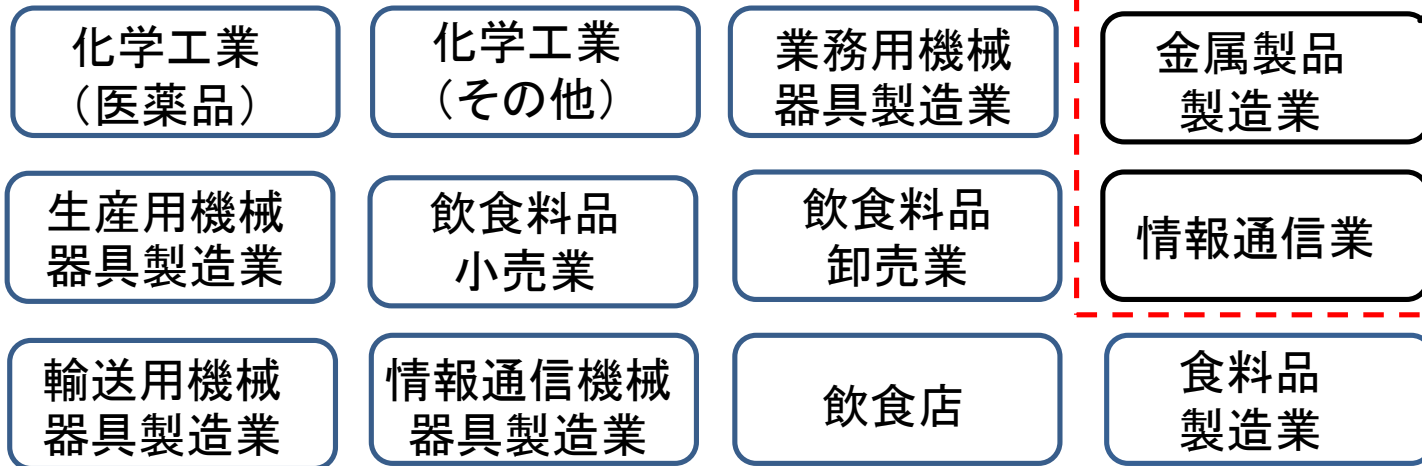 化学工業
（医薬品）
化学工業
（その他）
業務用機械
器具製造業
金属製品
製造業
生産用機械
器具製造業
飲食料品
小売業
飲食料品
卸売業
情報通信業
輸送用機械
器具製造業
情報通信機械
器具製造業
飲食店
食料品
製造業